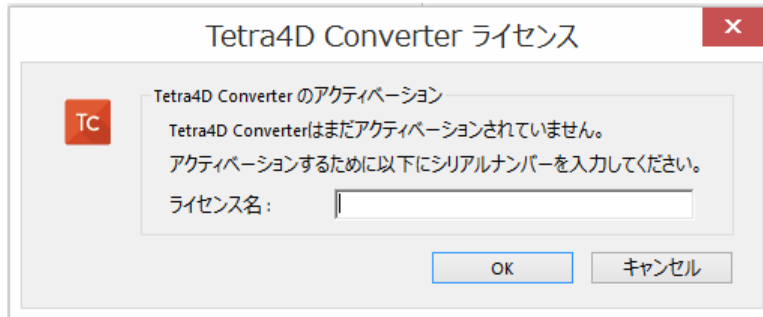 Tetra4D Converter ライセンス
x
TC
Tetra4D Converter のアクティベーション
Tetra4D Converterはまだアクティベーションされていません。
アクティベーションするために以下にシリアルナンバーを入力してください。
ライセンス名 :
OK キャンセル